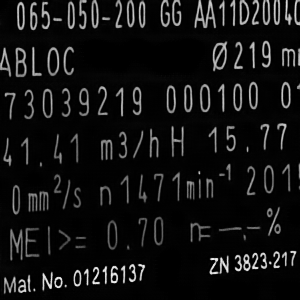 065-050-200 GG AA11D20040
ABLOC Ø 219 mm
73039219 000100 01
41.41 m3/h H 15.77
0 mm²/s n 1471min⁻¹ 201
MEI >= 0.70 n= —.—%
Mat. No. 01216137 ZN 3823-217